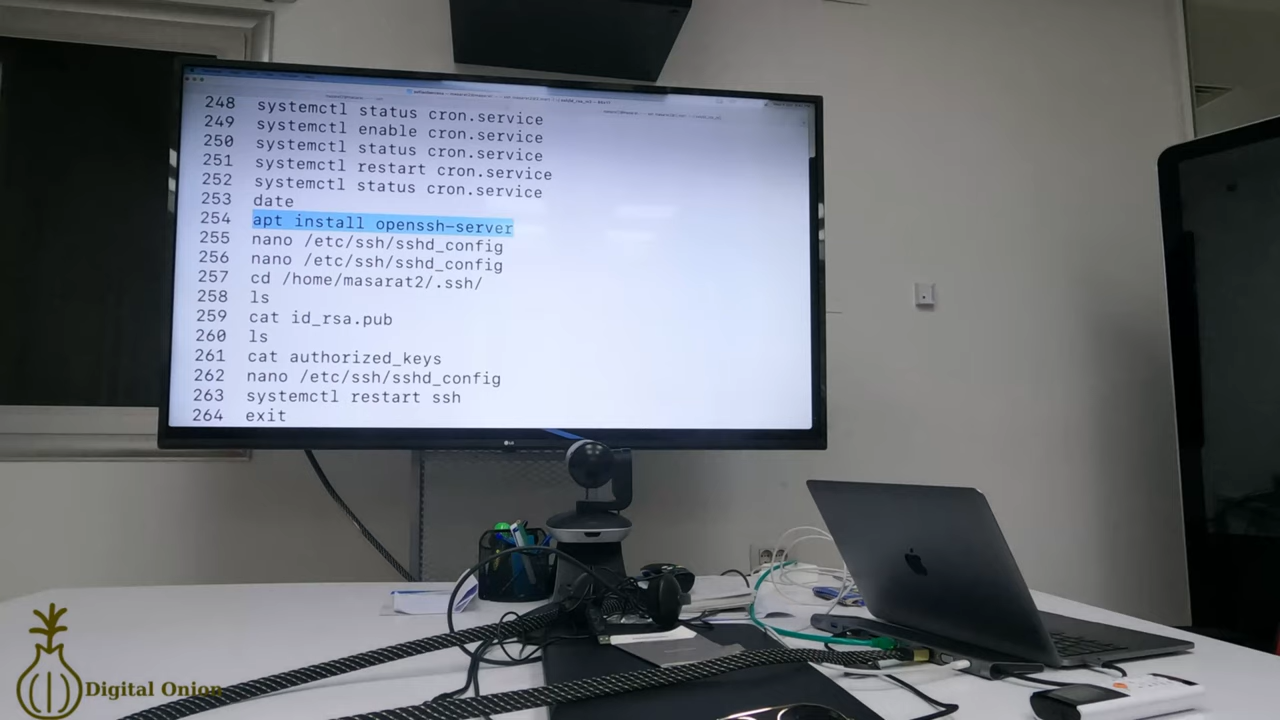 248 systemctl status cron.service
249 systemctl enable cron.service
250 systemctl status cron.service
251 systemctl restart cron.service
252 systemctl status cron.service
253 date
254 apt install openssh-server
255 nano /etc/ssh/sshd_config
256 nano /etc/ssh/sshd_config
257 cd /home/masarat2/.ssh/
258 ls
259 cat id_rsa.pub
260 ls
261 cat authorized_keys
262 nano /etc/ssh/sshd_config
263 systemctl restart ssh
264 exit
LG
Digital Onion